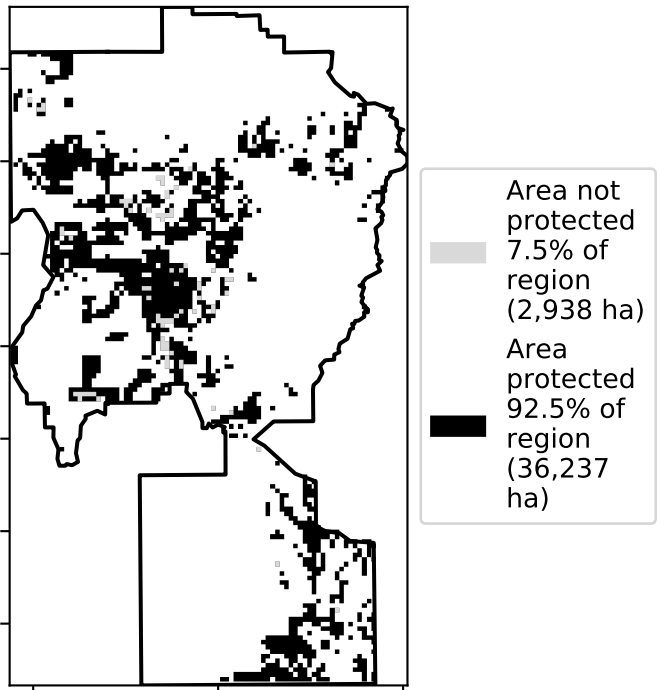 Area not
protected
7.5% of
region
(2,938 ha)
Area
protected
92.5% of
region
(36,237
ha)